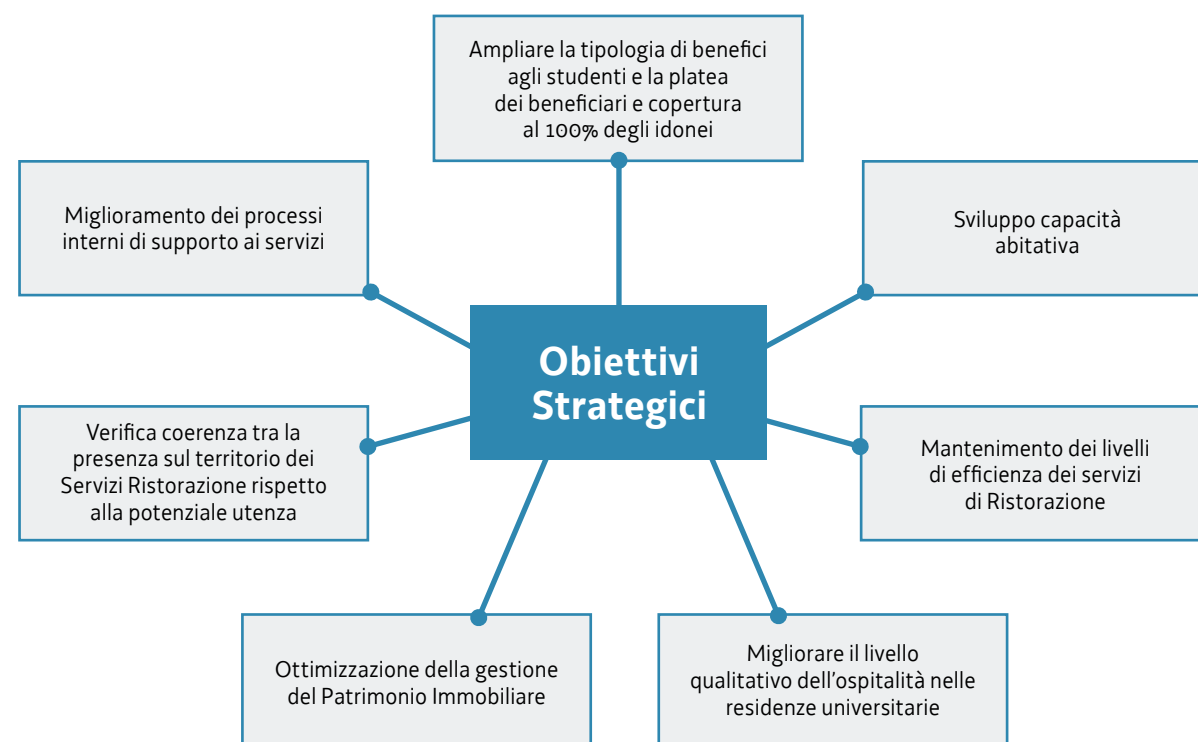 Ampliare la tipologia di benefici
agli studenti e la platea
dei beneficiari e copertura
al 100% degli idonei
Miglioramento dei processi
interni di supporto ai servizi
Sviluppo capacità
abitativa
Obiettivi
Strategici
Verifica coerenza tra la
presenza sul territorio dei
Servizi Ristorazione rispetto
alla potenziale utenza
Mantenimento dei livelli
di efficienza dei servizi
di Ristorazione
Ottimizzazione della gestione
del Patrimonio Immobiliare
Migliorare il livello
qualitativo dell'ospitalità nelle
residenze universitarie